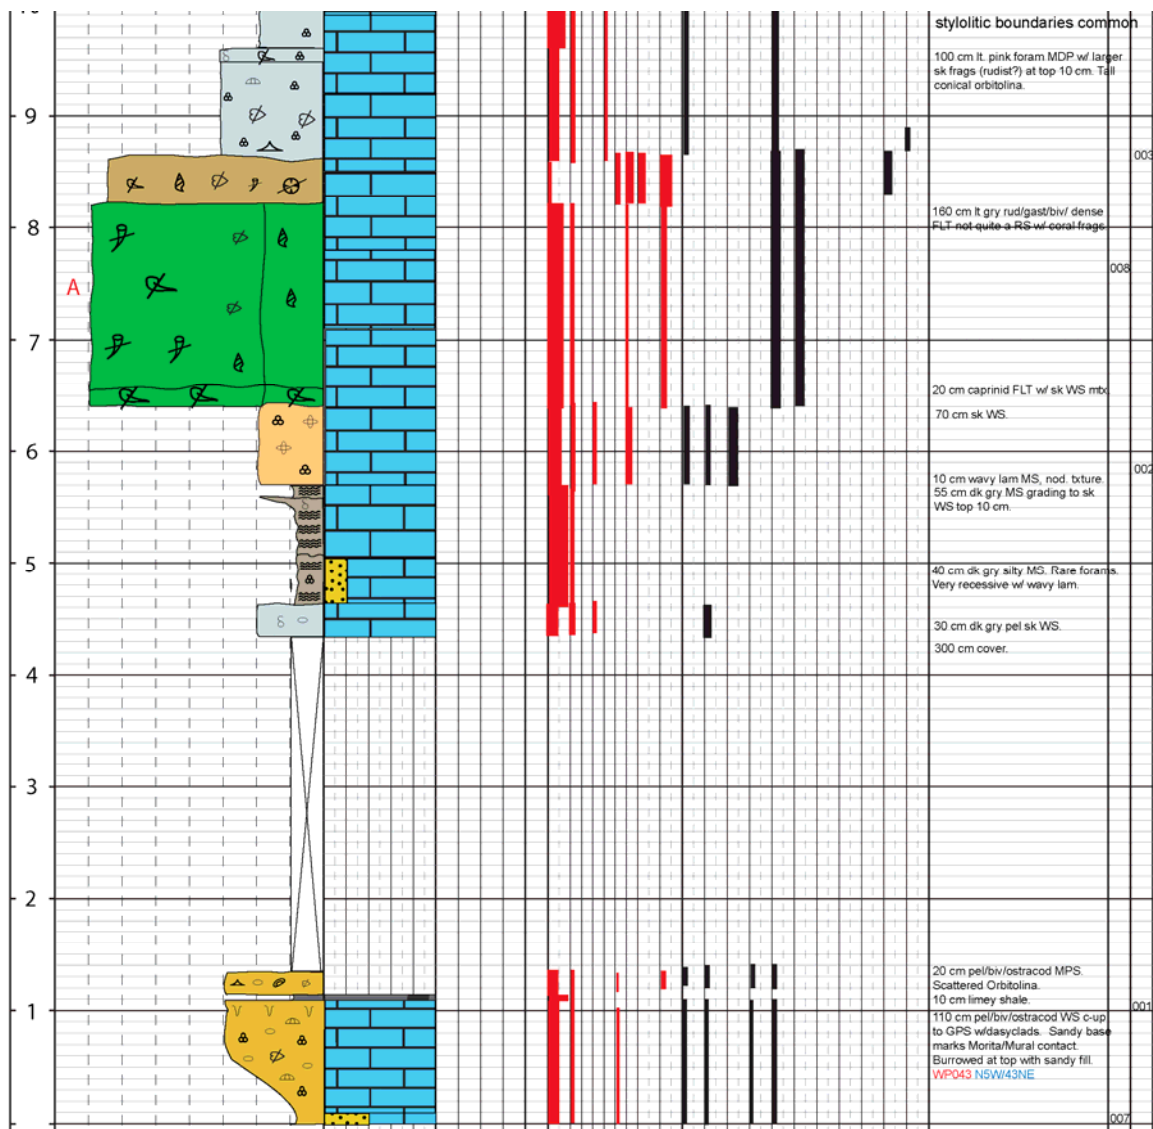 10
stylolitic boundaries common
100 cm lt. pink foram MDP w/ larger
sk frags (rudist?) at top 10 cm. Tall
conical orbitolina.
9
003
160 cm lt gry rud/gast/biv/ dense
FLT not quite a RS w/ coral frags.
8
008
A
7
20 cm caprinid FLT w/ sk WS mtx.
70 cm sk WS.
6
002
10 cm wavy lam MS, nod. txture.
55 cm dk gry MS grading to sk
WS top 10 cm.
5
40 cm dk gry silty MS. Rare forams.
Very recessive w/ wavy lam.
30 cm dk gry pel sk WS.
300 cm cover.
4
3
2
20 cm pel/biv/ostracod MPS.
Scattered Orbitolina.
10 cm limey shale.
1
001
110 cm pel/biv/ostracod WS c-up
to GPS w/dasyclads. Sandy base
marks Morita/Mural contact.
Burrowed at top with sandy fill.
WP043 N5W/43NE
007